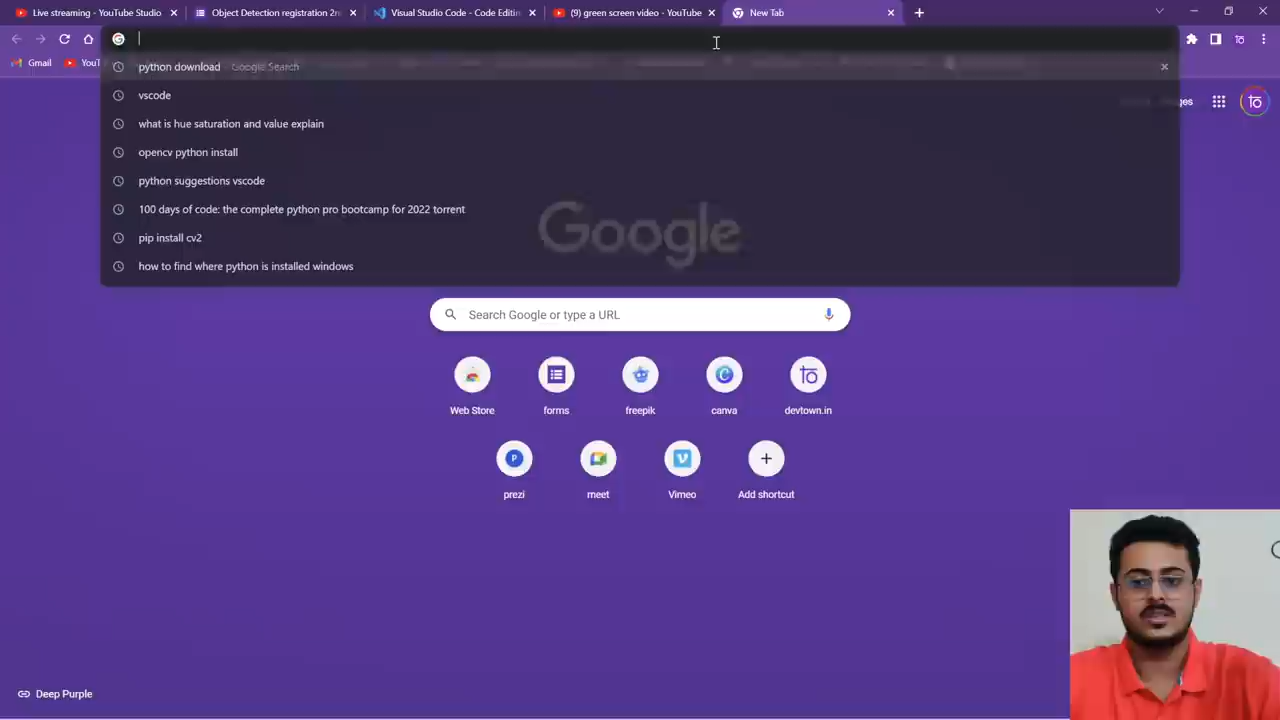 Live streaming - YouTube Studio
Object Detection registration 2n
Visual Studio Code - Code Editin
(9) green screen video - YouTube
New Tab
Gmail
python download - Google Search
vscode
what is hue saturation and value explain
opencv python install
python suggestions vscode
100 days of code: the complete python pro bootcamp for 2022 torrent
pip install cv2
how to find where python is installed windows
Google
Search Google or type a URL
Web Store
forms
freepik
canva
devtown.in
prezi
meet
Vimeo
Add shortcut
Deep Purple